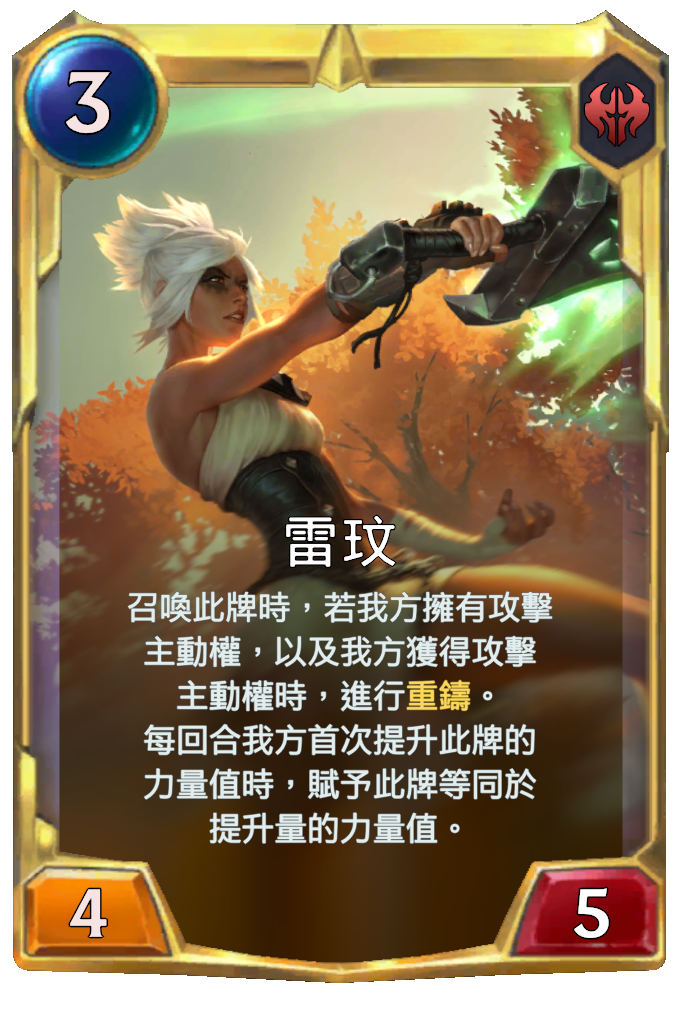 3
雷玟
召喚此牌時，若我方擁有攻擊
主動權，以及我方獲得攻擊
主動權時，進行重鑄。
每回合我方首次提升此牌的
力量值時，賦予此牌等同於
提升量的力量值。
4
5